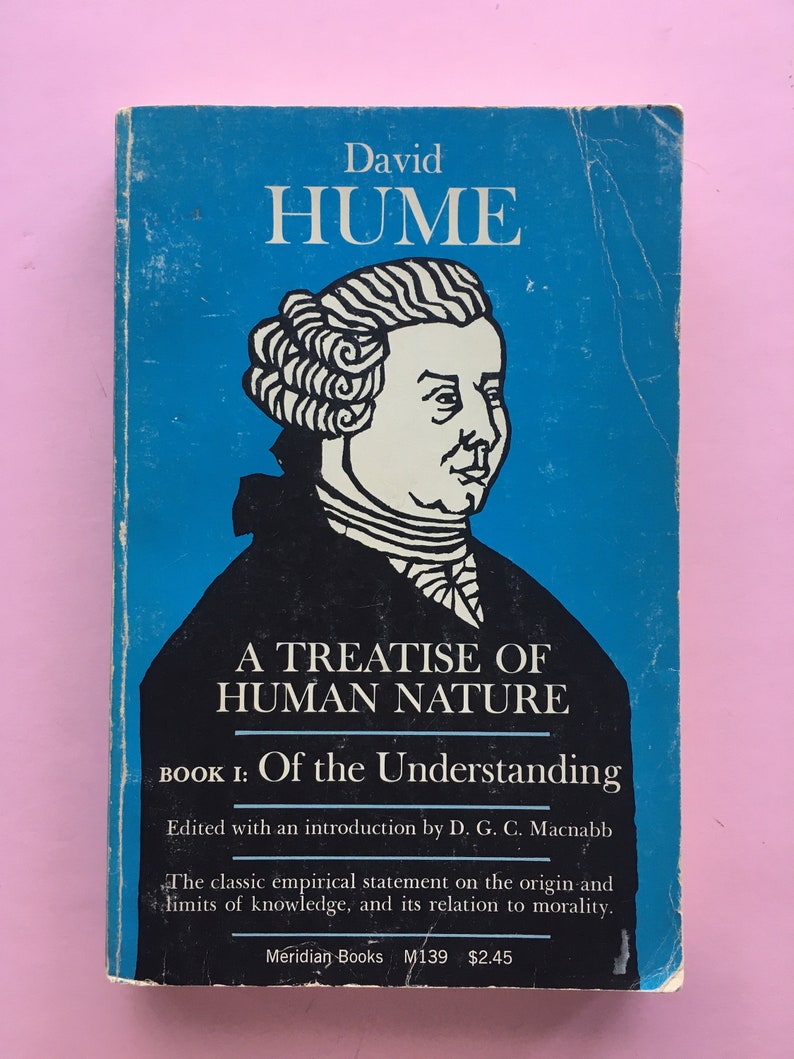 David
HUME
A TREATISE OF
HUMAN NATURE
BOOK I: Of the Understanding
Edited with an introduction by D. G. C. Macnabb
The classic empirical statement on the origin and
limits of knowledge, and its relation to morality.
Meridian Books M139 $2.45